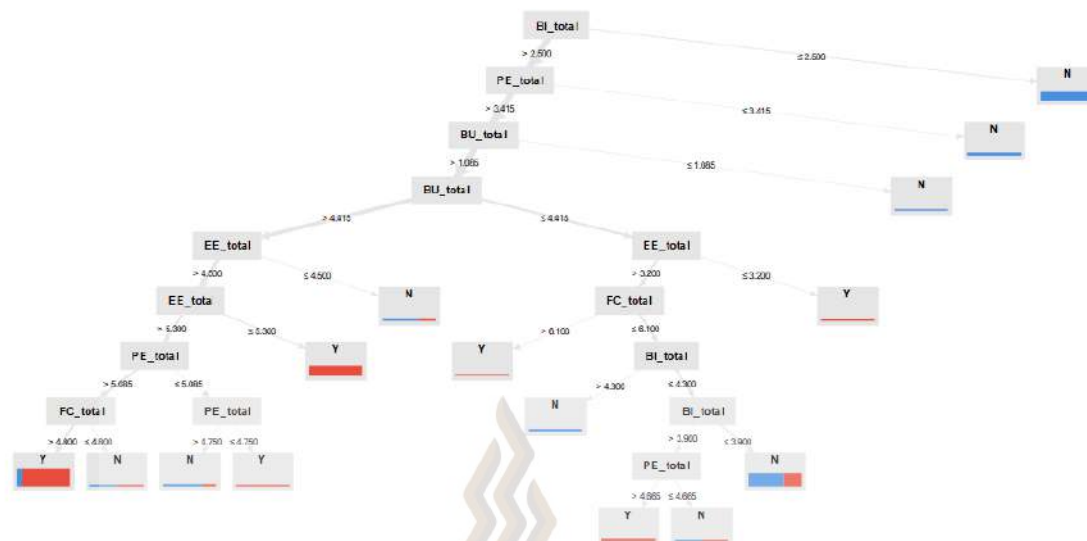 BI_total
> 2.500
≤ 2.500
PE_total
N
> 3.415
≤ 3.415
BU_total
N
> 1.085
≤ 1.085
BU_total
N
> 4.415
≤ 4.415
EE_total
EE_total
> 4.500
≤ 4.500
> 3.200
≤ 3.200
EE_tota
N
FC_total
Y
> 5.300
≤ 5.300
> 6.100
≤ 6.100
PE_total
Y
Y
BI_total
> 5.085
≤ 5.085
> 4.300
≤ 4.300
FC_total
PE_total
N
BI_total
> 4.800
≤ 4.800
> 4.750
≤ 4.750
> 3.900
≤ 3.900
Y
N
N
Y
PE_total
N
> 4.665
≤ 4.665
Y
N